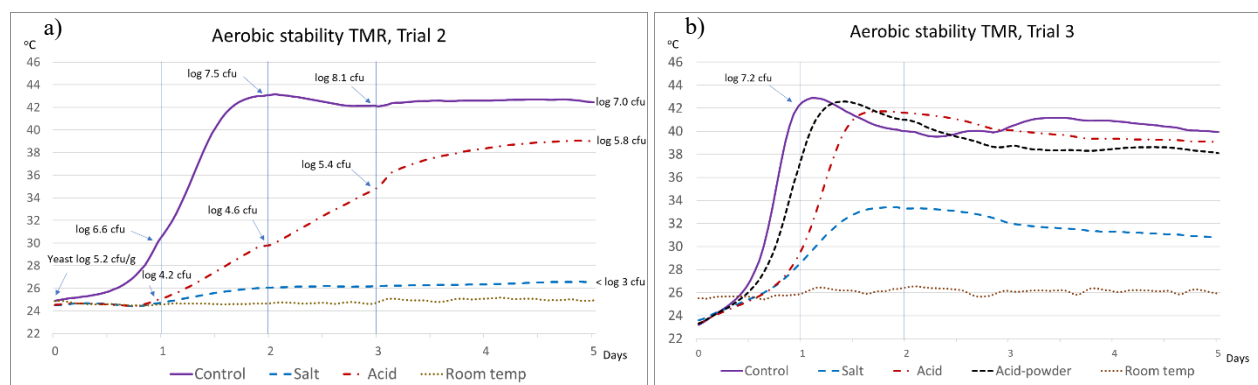 a)
Aerobic stability TMR, Trial 2
°C
46
44
42
40
38
36
34
32
30
28
26
24
22
log 7.5 cfu
log 8.1 cfu
log 7.0 cfu
log 5.8 cfu
log 5.4 cfu
log 4.6 cfu
log 6.6 cfu
Yeast log 5.2 cfu/g
log 4.2 cfu
< log 3 cfu
0 1 2 3 4 5
Days
Control Salt Acid Room temp
b)
Aerobic stability TMR, Trial 3
°C
46
44
42
40
38
36
34
32
30
28
26
24
22
log 7.2 cfu
0 1 2 3 4 5
Days
Control Salt Acid Acid-powder Room temp